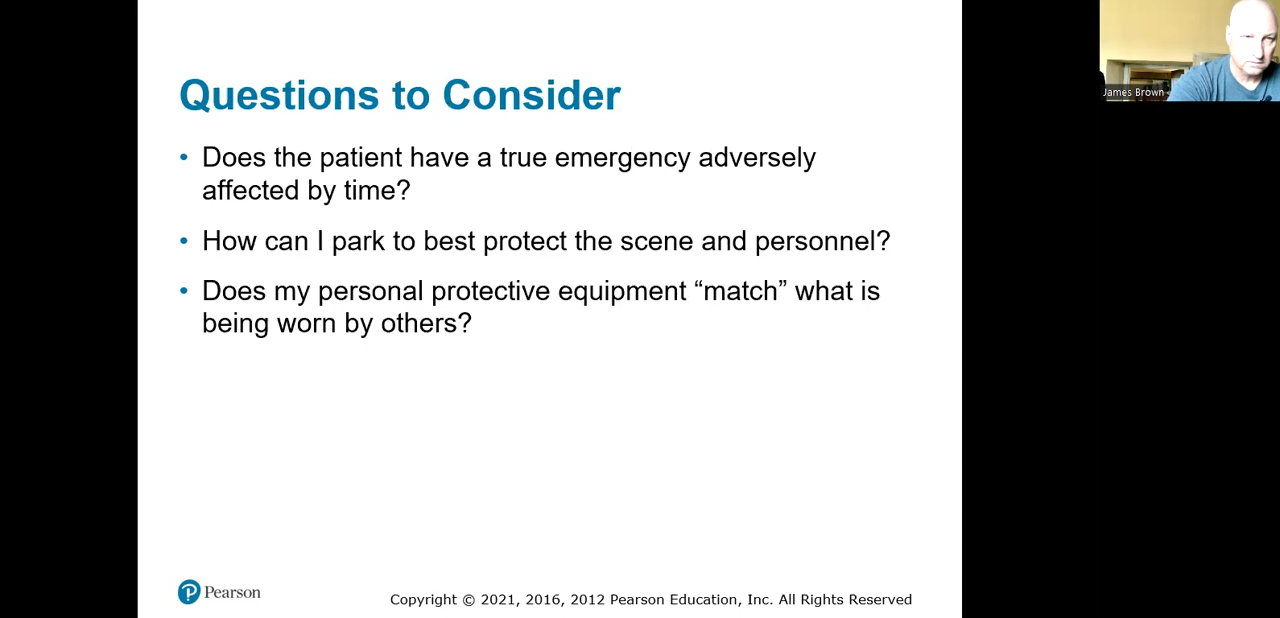 Questions to Consider
• Does the patient have a true emergency adversely
affected by time?
• How can I park to best protect the scene and personnel?
• Does my personal protective equipment “match” what is
being worn by others?
James Brown
Pearson
Copyright © 2021, 2016, 2012 Pearson Education, Inc. All Rights Reserved